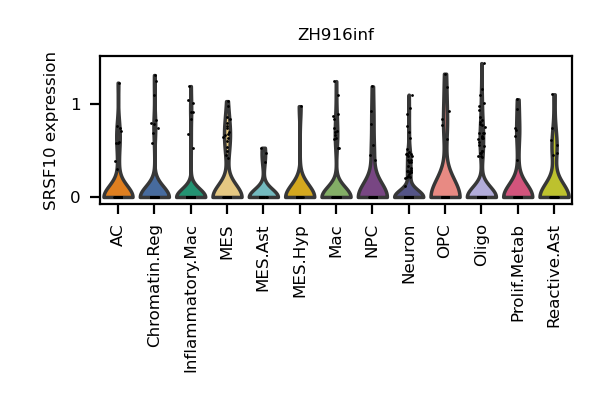 ZH916inf
SRSF10 expression
1
0
AC
Chromatin.Reg
Inflammatory.Mac
MES
MES.Ast
MES.Hyp
Mac
NPC
Neuron
OPC
Oligo
Prolif.Metab
Reactive.Ast